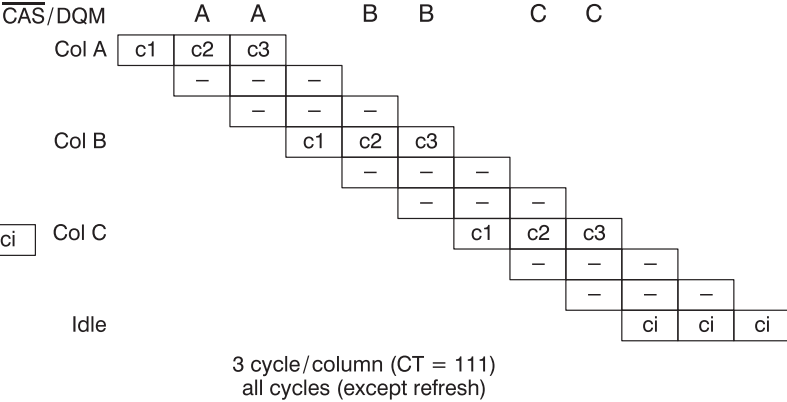 CAS/DQM A A B B C C
Col A c1 c2 c3
– – –
– – –
Col B c1 c2 c3
– – –
– – –
ci Col C c1 c2 c3
– – –
– – –
Idle ci ci ci
3 cycle/column (CT = 111)
all cycles (except refresh)